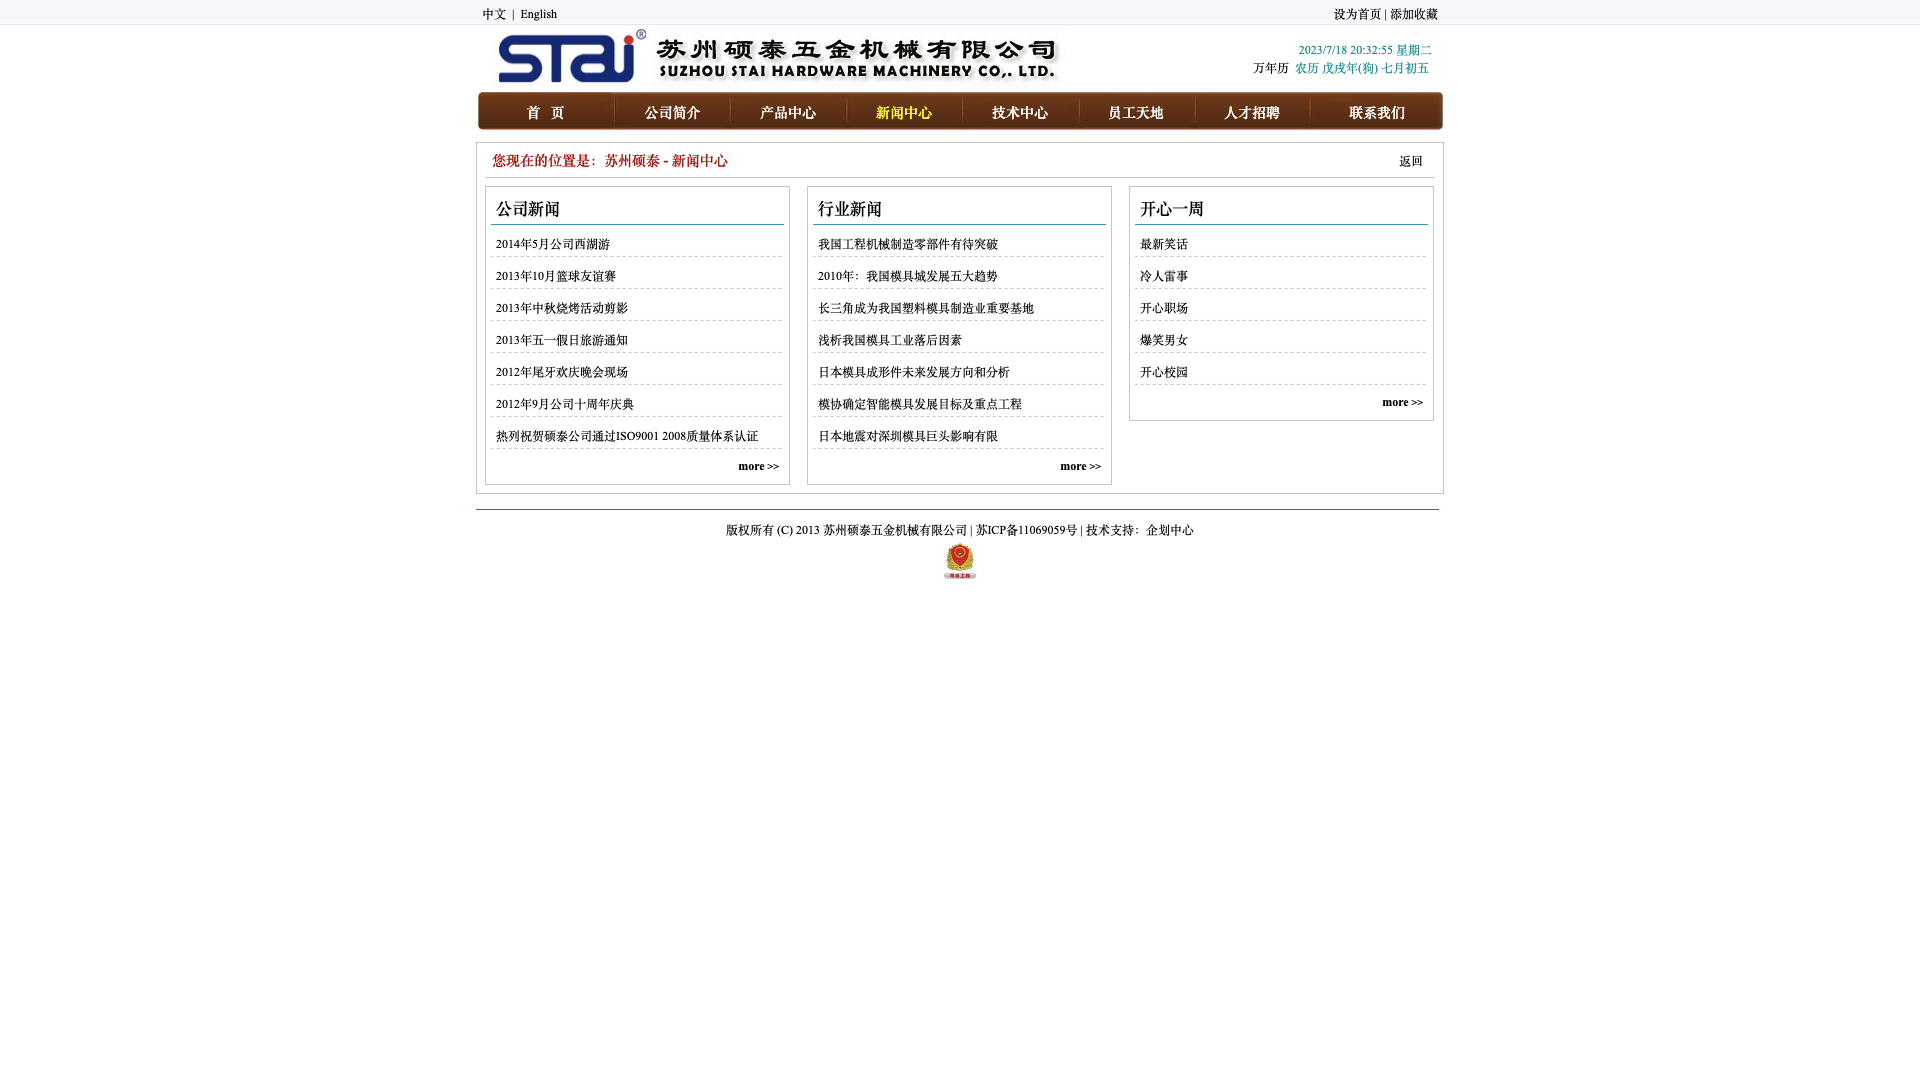 中文 | English
设为首页 | 添加收藏
STAi® 苏州硕泰五金机械有限公司
SUZHOU STAI HARDWARE MACHINERY CO,. LTD.
2023/7/18 20:32:55 星期二
万年历 农历 戊戌年(狗) 七月初五
首 页 公司简介 产品中心 新闻中心 技术中心 员工天地 人才招聘 联系我们
您现在的位置是：苏州硕泰 - 新闻中心
返回
公司新闻
2014年5月公司西湖游
2013年10月篮球友谊赛
2013年中秋烧烤活动剪影
2013年五一假日旅游通知
2012年尾牙欢庆晚会现场
2012年9月公司十周年庆典
热列祝贺硕泰公司通过ISO9001 2008质量体系认证
more >>
行业新闻
我国工程机械制造零部件有待突破
2010年：我国模具城发展五大趋势
长三角成为我国塑料模具制造业重要基地
浅析我国模具工业落后因素
日本模具成形件未来发展方向和分析
模协确定智能模具发展目标及重点工程
日本地震对深圳模具巨头影响有限
more >>
开心一周
最新笑话
冷人雷事
开心职场
爆笑男女
开心校园
more >>
版权所有 (C) 2013 苏州硕泰五金机械有限公司 | 苏ICP备11069059号 | 技术支持：企划中心